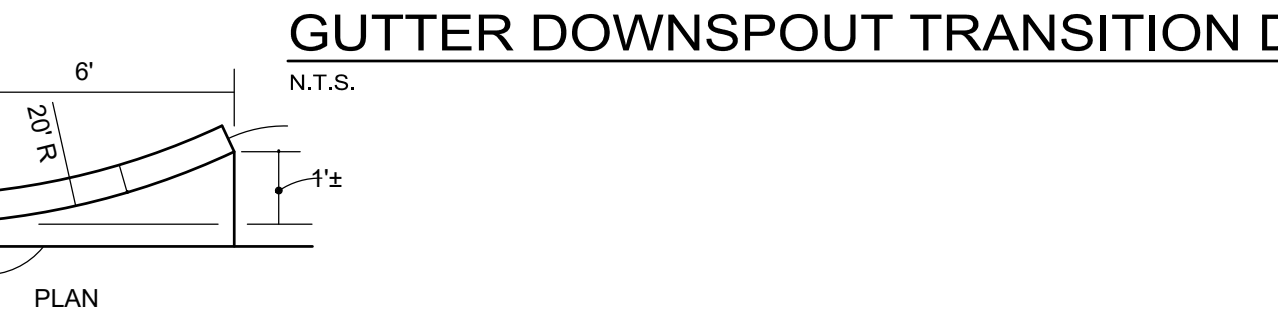 GUTTER DOWNSPOUT TRANSITION
6'
N.T.S.
20' R
1'±
PLAN